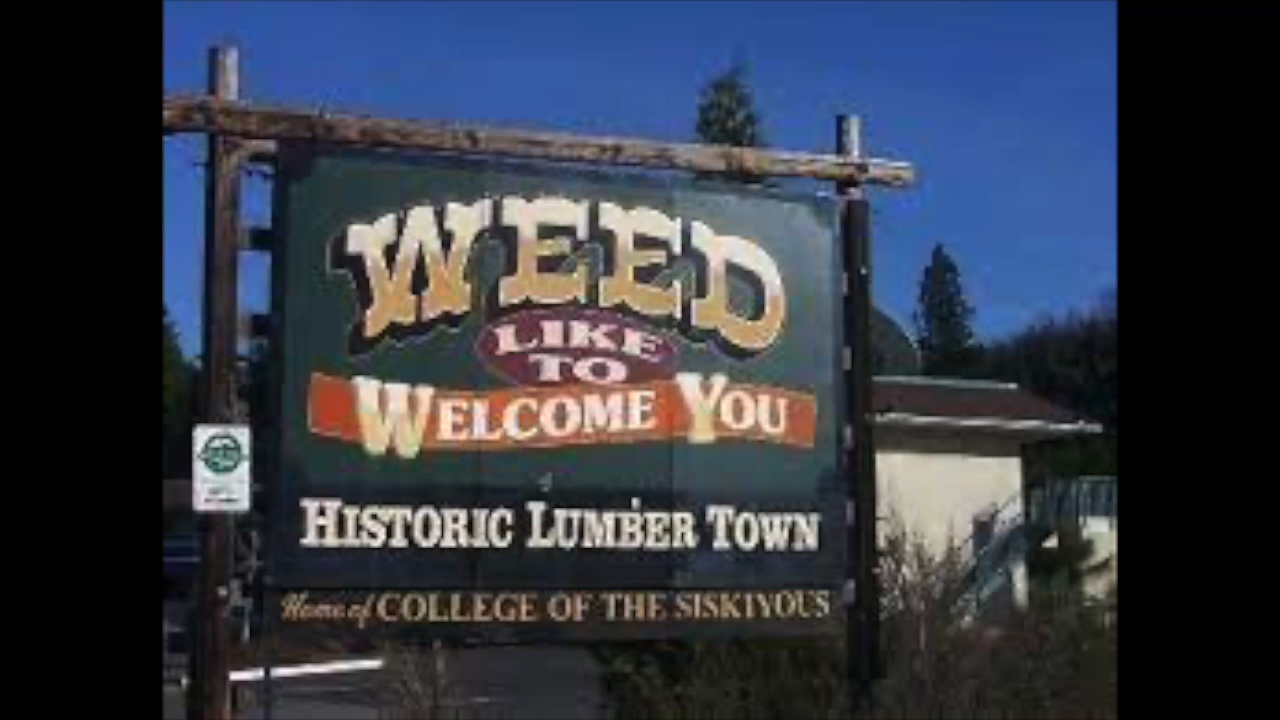 WEED
LIKE
TO
WELCOME YOU
HISTORIC LUMBER TOWN
Home of COLLEGE OF THE SISKIYOUS